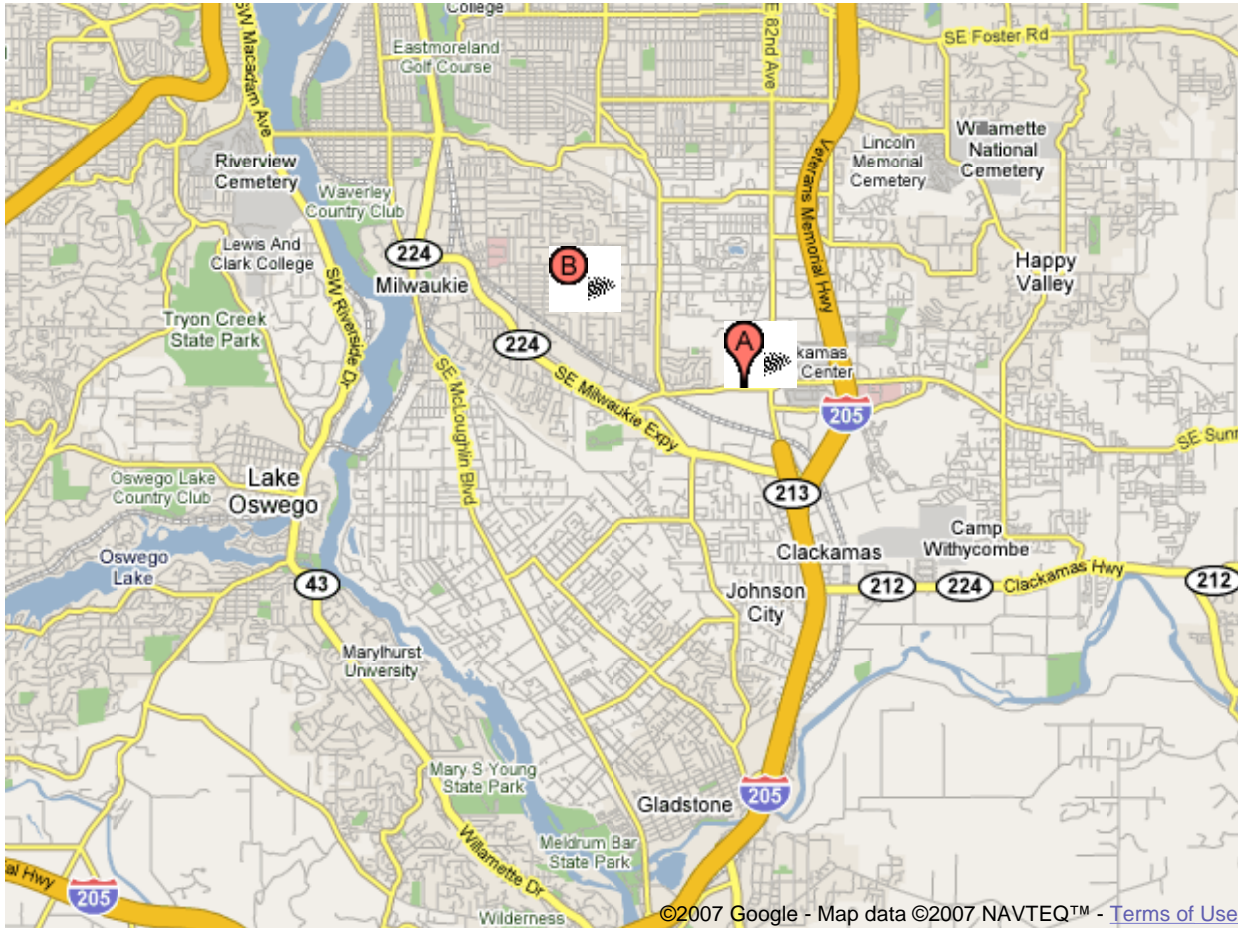 College
SW Macadam Ave
Eastmoreland
Golf Course
E 82nd Ave
SE Foster Rd
Riverview
Cemetery
Waverley
Country Club
Veterans Memorial Hwy
Lincoln
Memorial
Cemetery
Willamette
National
Cemetery
Lewis And
Clark College
SW Riverside Dr
224
Milwaukie
B
Happy
Valley
Tryon Creek
State Park
224
A
kamas
Center
SE McLoughlin Blvd
SE Milwaukie Expy
205
SE Sunn
Oswego Lake
Country Club
Lake
Oswego
213
Oswego
Lake
43
Clackamas
Camp
Withycombe
Johnson
City
212
224
Clackamas Hwy
212
Marylhurst
University
Mary S Young
State Park
Gladstone
205
Willamette Dr
Meldrum Bar
State Park
al Hwy
205
Wilderness
©2007 Google - Map data ©2007 NAVTEQ™ - Terms of Use